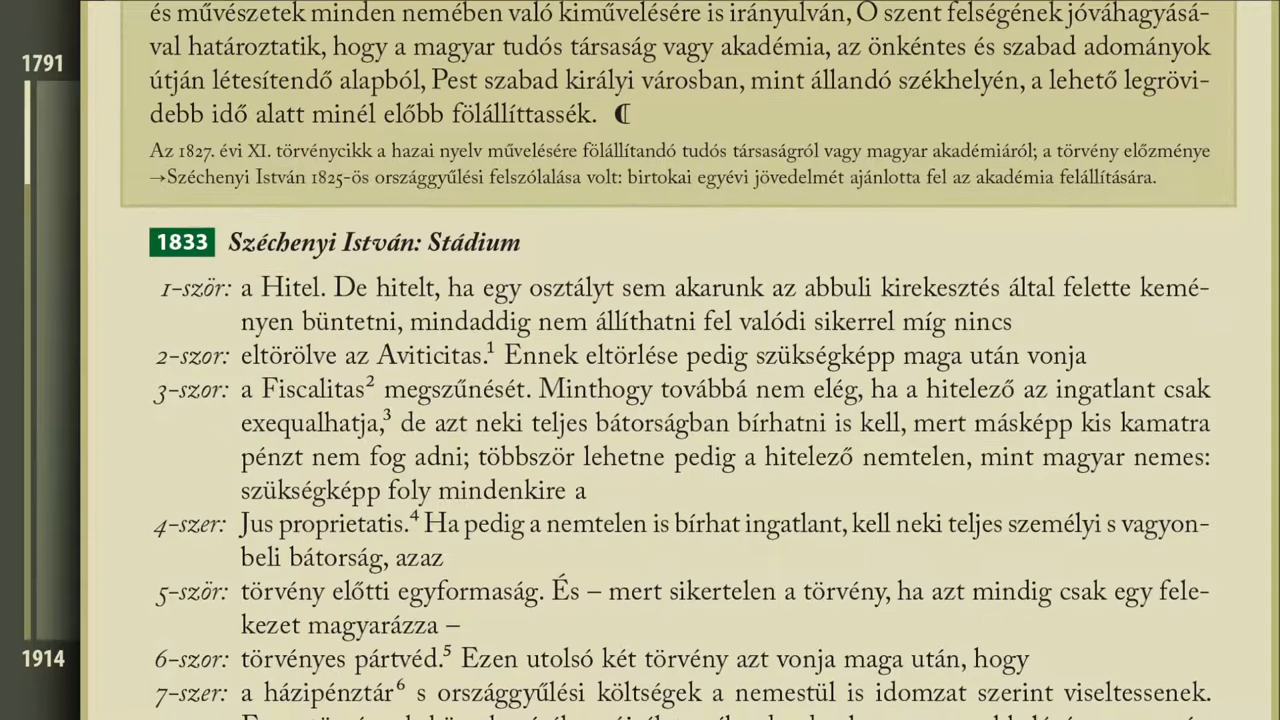 és művészetek minden nemében való kiművelésére is irányulván, Ő szent felségének jóváhagyásá-
val határoztatik, hogy a magyar tudós társaság vagy akadémia, az önkéntes és szabad adományok
1791
útján létesítendő alapból, Pest szabad királyi városban, mint állandó székhelyén, a lehető legrövi-
debb idő alatt minél előbb fölállíttassék. ⁋
Az 1827. évi XI. törvénycikk a hazai nyelv művelésére fölállítandó tudós társaságról vagy magyar akadémiáról; a törvény előzménye
→Széchenyi István 1825-ös országgyűlési felszólalása volt: birtokai egyévi jövedelmét ajánlotta fel az akadémia felállítására.
1833 Széchenyi István: Stádium
1-ször: a Hitel. De hitelt, ha egy osztályt sem akarunk az abbuli kirekesztés által felette kemé-
nyen büntetni, mindaddig nem állíthatni fel valódi sikerrel míg nincs
2-szor: eltörölve az Aviticitas.¹ Ennek eltörlése pedig szükségképp maga után vonja
3-szor: a Fiscalitas² megszűnését. Minthogy továbbá nem elég, ha a hitelező az ingatlant csak
exequalhatja,³ de azt neki teljes bátorságban bírhatni is kell, mert másképp kis kamatra
pénzt nem fog adni; többször lehetne pedig a hitelező nemtelen, mint magyar nemes:
szükségképp foly mindenkire a
4-szer: Jus proprietatis.⁴ Ha pedig a nemtelen is bírhat ingatlant, kell neki teljes személyi s vagyon-
beli bátorság, azaz
5-ször: törvény előtti egyformaság. És – mert sikertelen a törvény, ha azt mindig csak egy fele-
kezet magyarázza –
6-szor: törvényes pártvéd.⁵ Ezen utolsó két törvény azt vonja maga után, hogy
1914
7-szer: a házipénztár⁶ s országgyűlési költségek a nemestül is idomzat szerint viseltessenek.